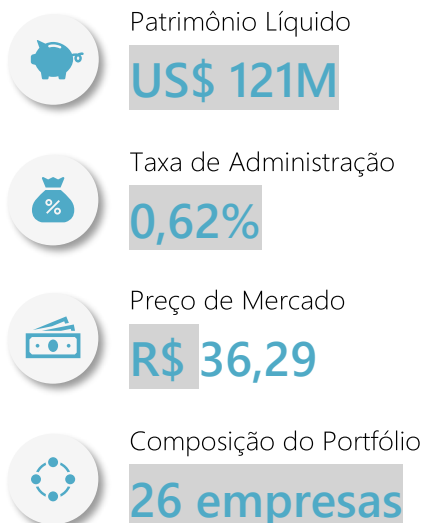 Patrimônio Líquido
US$ 121M
Taxa de Administração
%
0,62%
Preço de Mercado
R$ 36,29
Composição do Portfólio
26 empresas